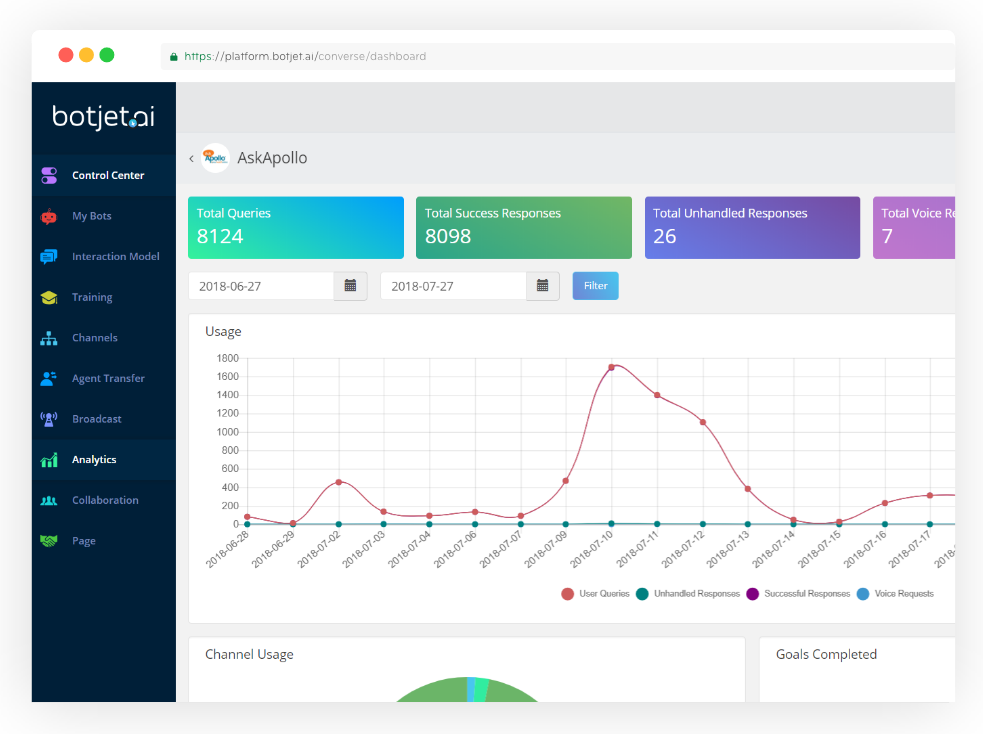 https://platform.botjet.ai/converse/dashboard
botjet.ai
Control Center
My Bots
Interaction Model
Training
Channels
Agent Transfer
Broadcast
Analytics
Collaboration
Page
Apollo
AskApollo
Total Queries
8124
Total Success Responses
8098
Total Unhandled Responses
26
Total Voice Re
7
2018-06-27
2018-07-27
Filter
Usage
1800
1600
1400
1200
1000
800
600
400
200
0
2018-06-28
2018-06-29
2018-07-02
2018-07-03
2018-07-04
2018-07-06
2018-07-07
2018-07-09
2018-07-10
2018-07-11
2018-07-12
2018-07-13
2018-07-14
2018-07-15
2018-07-16
2018-07-17
2018-
User Queries Unhandled Responses Successful Responses Voice Requests
Channel Usage
Goals Completed